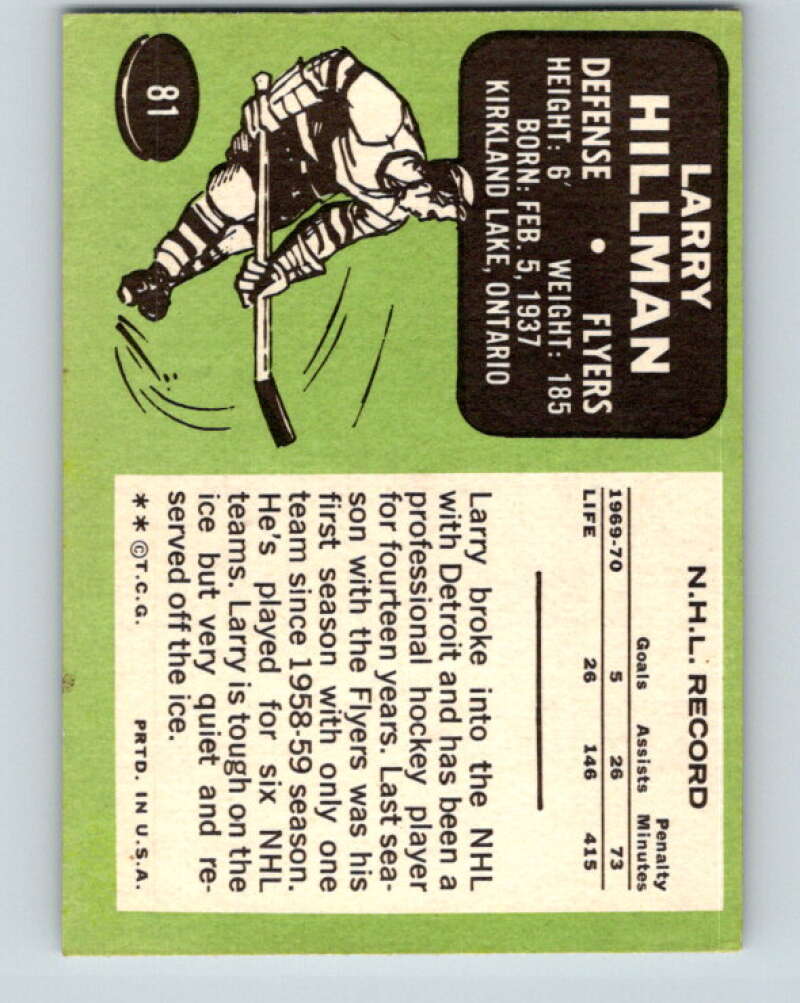 81
LARRY
HILLMAN
DEFENSE • FLYERS
HEIGHT: 6' WEIGHT: 185
BORN: FEB. 5, 1937
KIRKLAND LAKE, ONTARIO
N.H.L. RECORD
Penalty
Goals Assists Minutes
1969-70 5 26 73
LIFE 26 146 415
Larry broke into the NHL
with Detroit and has been a
professional hockey player
for fourteen years. Last sea-
son with the Flyers was his
first season with only one
team since 1958-59 season.
He's played for six NHL
teams. Larry is tough on the
ice but very quiet and re-
served off the ice.
* * ©T.C.G. PRTD. IN U.S.A.